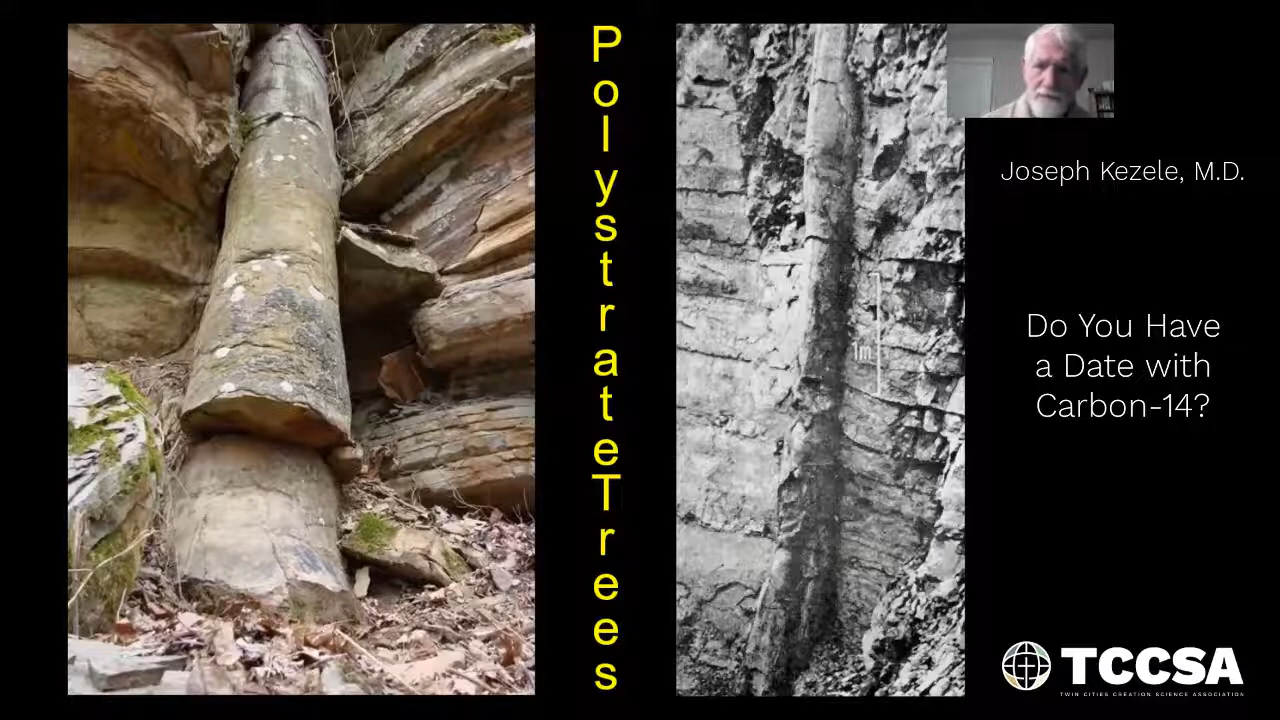 PolystrateTrees
1m
Joseph Kezele, M.D.
Do You Have
a Date with
Carbon-14?
TCCSA
TWIN CITIES CREATION SCIENCE ASSOCIATION